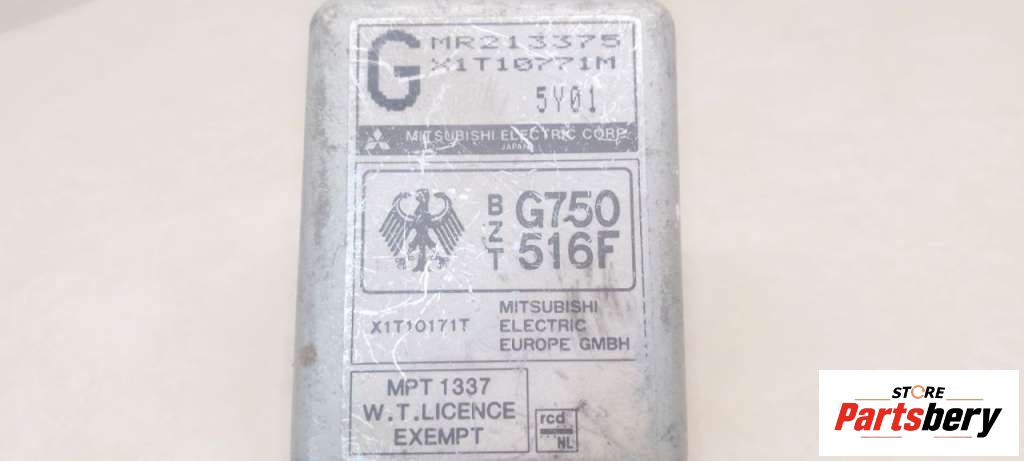 G MR213375
X1T10771M
5Y01
MITSUBISHI ELECTRIC CORP.
JAPAN
BZT G750
516F
X1T10171T
MITSUBISHI
ELECTRIC
EUROPE GMBH
MPT 1337
W.T.LICENCE
EXEMPT
rcd
NL
STORE
Partsbery